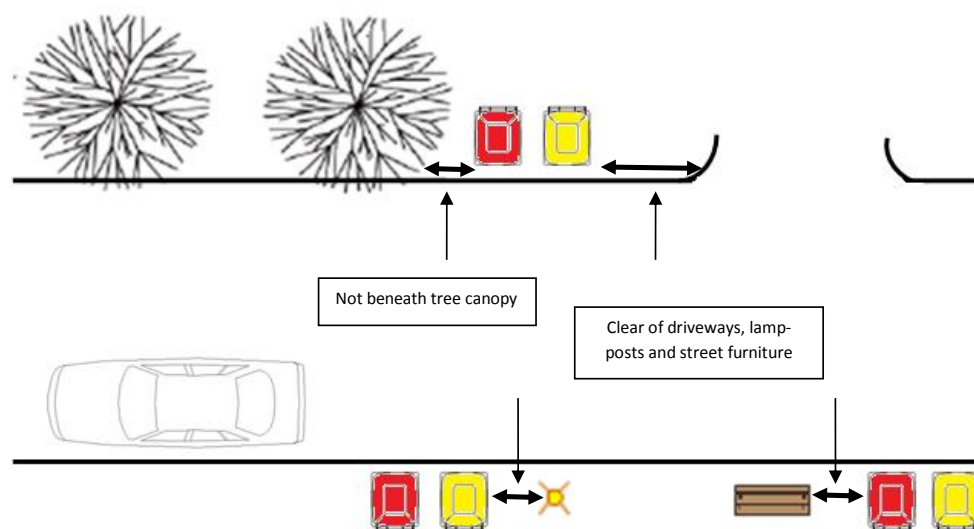 Not beneath tree canopy
Clear of driveways, lamp-
posts and street furniture